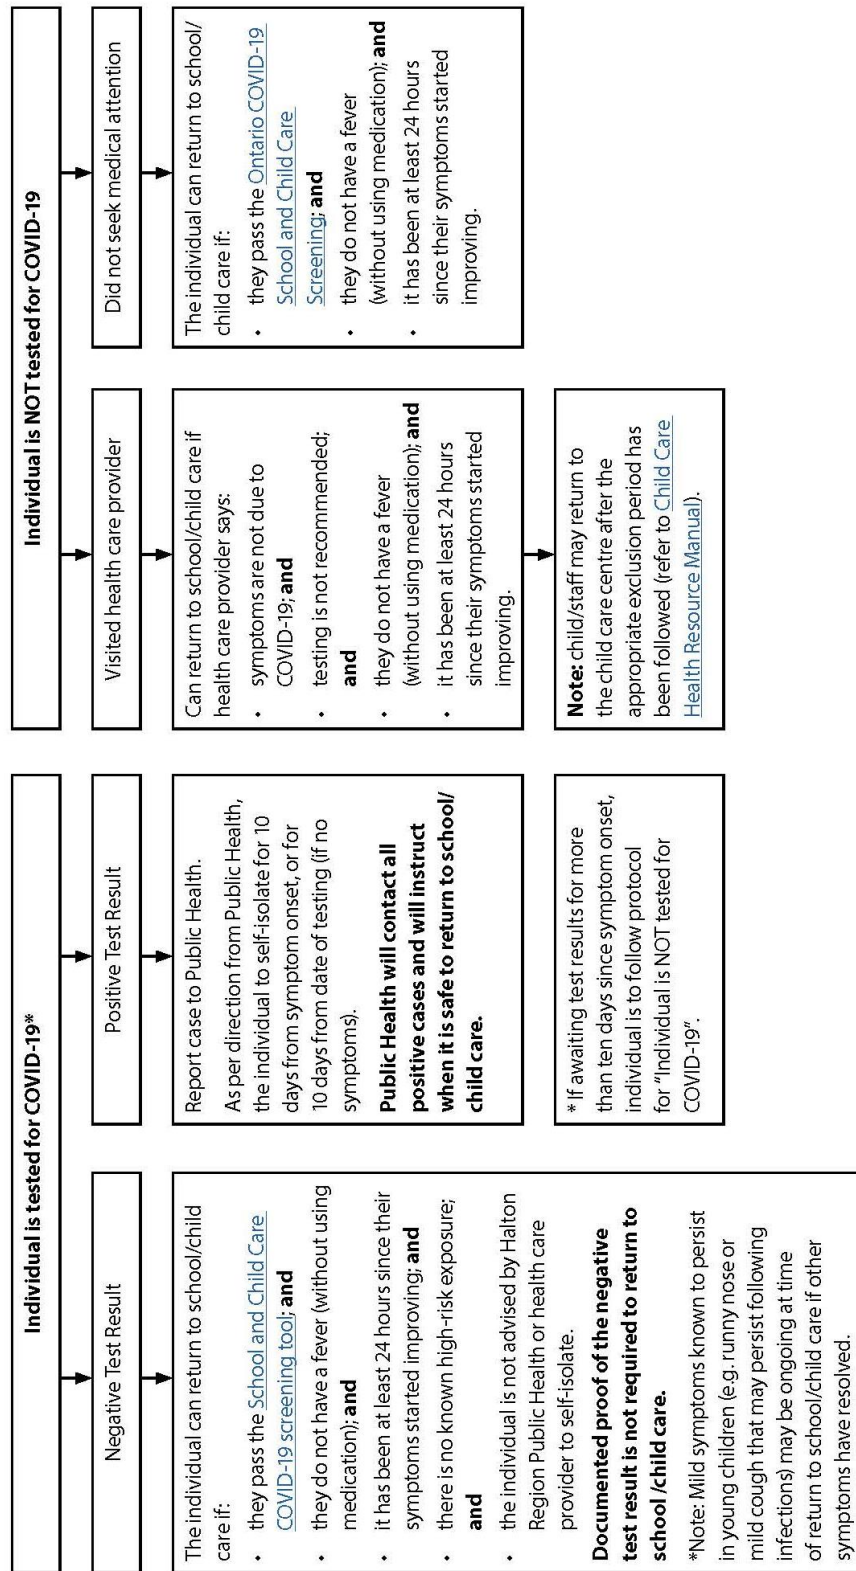 Individual is tested for COVID-19*
Negative Test Result
The individual can return to school/child
care if:
• they pass the School and Child Care
COVID-19 screening tool; and
• they do not have a fever (without using
medication); and
• it has been at least 24 hours since their
symptoms started improving; and
• there is no known high-risk exposure;
and
• the individual is not advised by Halton
Region Public Health or health care
provider to self-isolate.
Documented proof of the negative
test result is not required to return to
school /child care.
*Note: Mild symptoms known to persist
in young children (e.g. runny nose or
mild cough that may persist following
infections) may be ongoing at time
of return to school/child care if other
symptoms have resolved.
Positive Test Result
Report case to Public Health.
As per direction from Public Health,
the individual to self-isolate for 10
days from symptom onset, or for
10 days from date of testing (if no
symptoms).
Public Health will contact all
positive cases and will instruct
when it is safe to return to school/
child care.
* If awaiting test results for more
than ten days since symptom onset,
individual is to follow protocol
for "Individual is NOT tested for
COVID-19".
Individual is NOT tested for COVID-19
Visited health care provider
Can return to school/child care if
health care provider says:
• symptoms are not due to
COVID-19; and
• testing is not recommended;
and
• they do not have a fever
(without using medication); and
• it has been at least 24 hours
since their symptoms started
improving.
Note: child/staff may return to
the child care centre after the
appropriate exclusion period has
been followed (refer to Child Care
Health Resource Manual).
Did not seek medical attention
The individual can return to school/
child care if:
• they pass the Ontario COVID-19
School and Child Care
Screening; and
• they do not have a fever
(without using medication); and
• it has been at least 24 hours
since their symptoms started
improving.